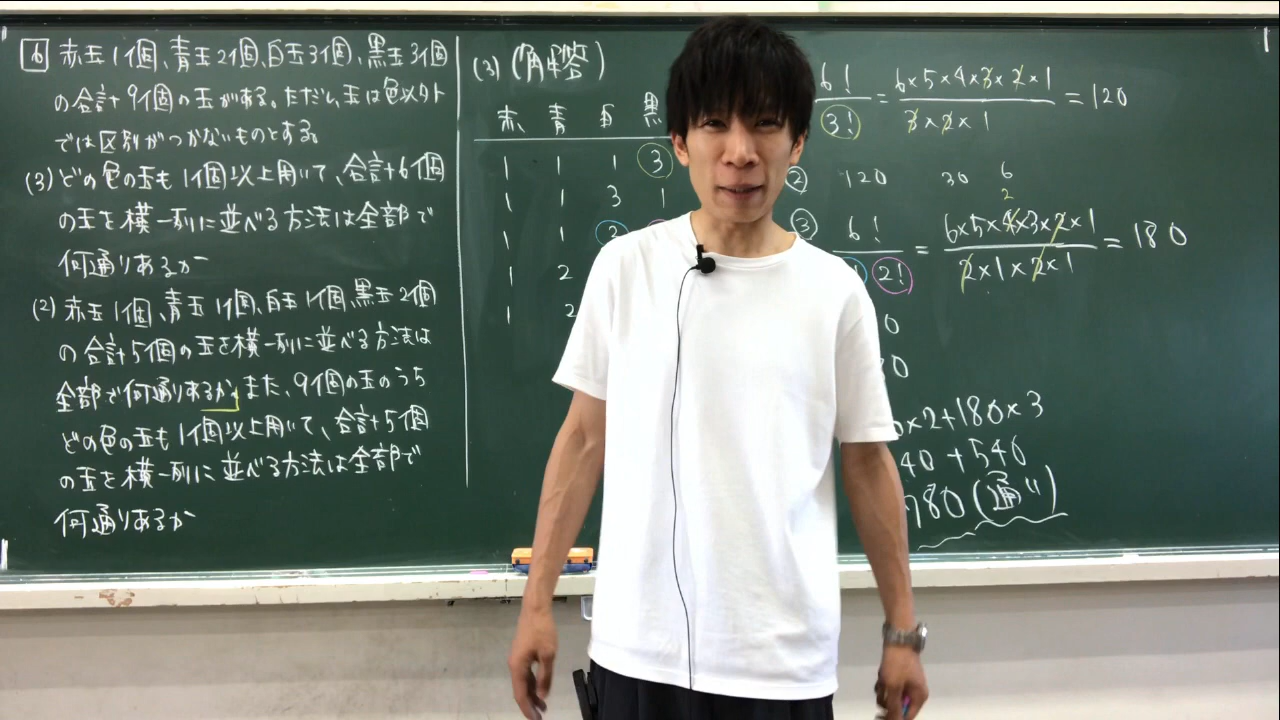 6 赤玉1個、青玉2個、白玉3個、黒玉3個
の合計9個の玉がある。ただし、玉は色以外
では区別がつかないものとする。
(3) どの色の玉も1個以上用いて、合計6個
の玉を横一列に並べる方法は全部で
何通りあるか
(2) 赤玉1個、青玉1個、白玉1個、黒玉2個
の合計5個の玉を横一列に並べる方法は
全部で何通りあるか。また、9個の玉のうち
どの色の玉も1個以上用いて、合計5個
の玉を横一列に並べる方法は全部で
何通りあるか
(3) (解答)
赤 青 白 黒
1 1 1 3
1 1 3 1
1 1 2
1 2
1 2
6! / 3! = 6×5×4×3×2×1 / 3×2×1 = 120
② 120
30 6
2
③ 6! / 2! = 6×5×4×3×2×1 / 2×1×2×1 = 180
0
0
×2+180×3
40+540
780(通り)